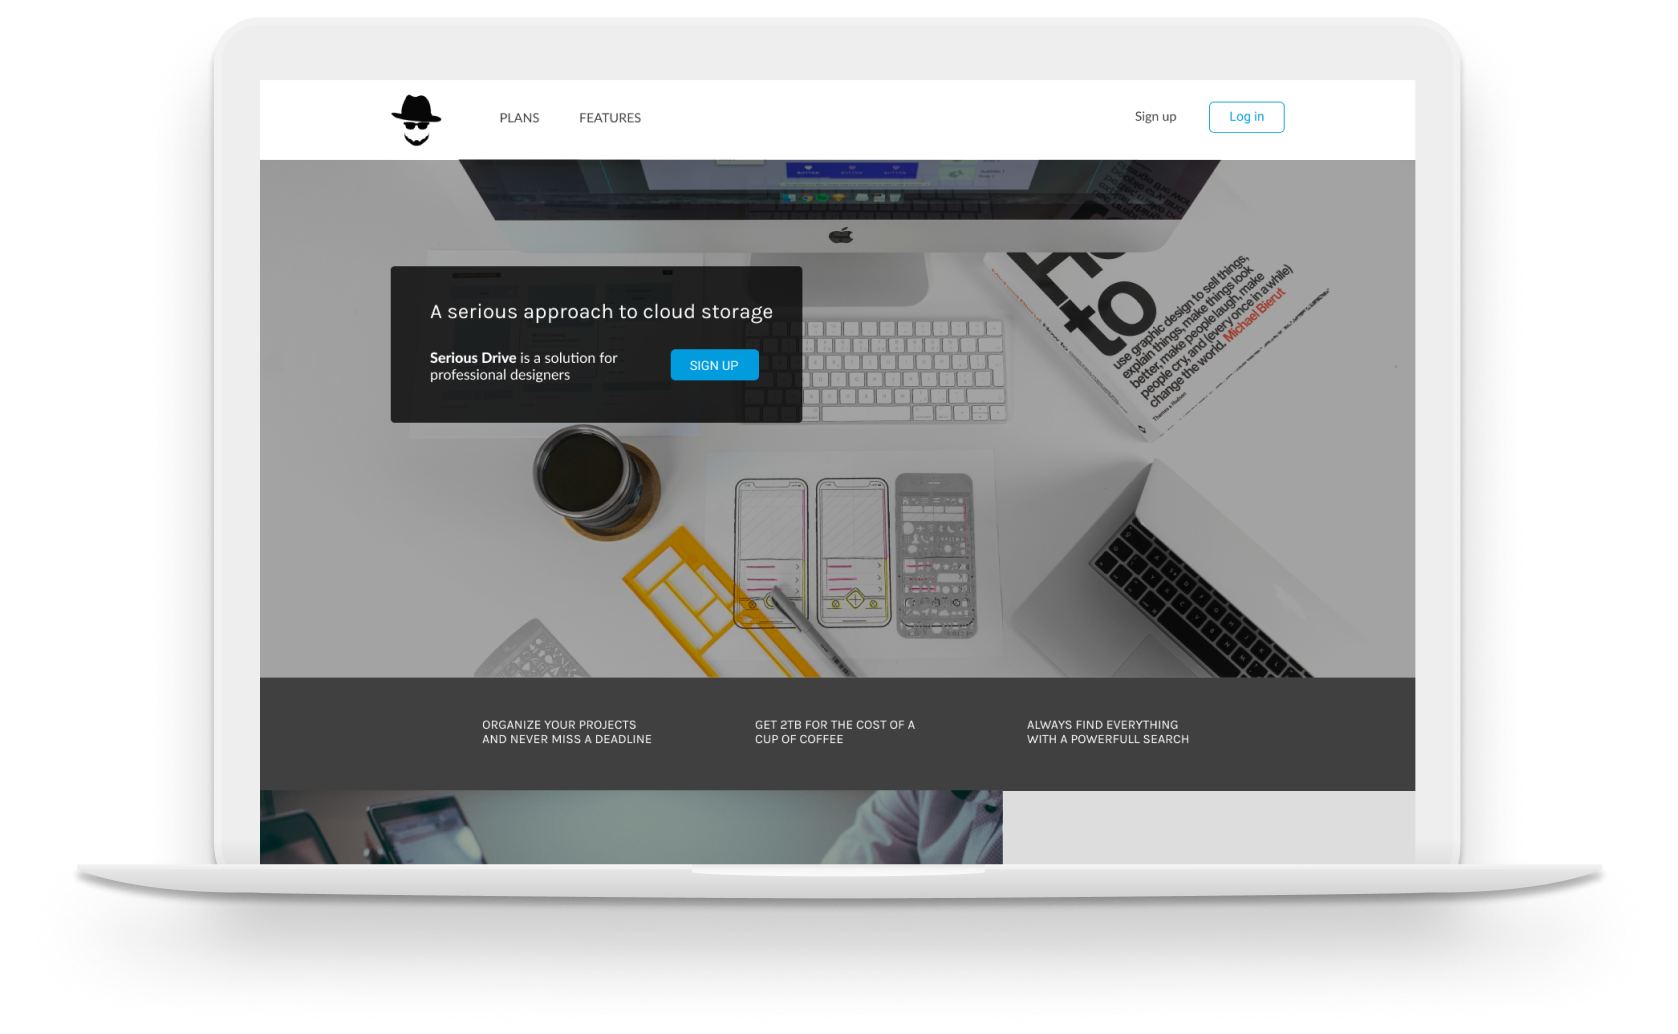 PLANS
FEATURES
Sign up
Log in
A serious approach to cloud storage
Serious Drive is a solution for
professional designers
SIGN UP
to
use graphic design to sell things,
explain things, make things look
better, make people laugh, make
people cry, and (every once in a while)
change the world. Michael Bierut
Thames & Hudson
ORGANIZE YOUR PROJECTS
AND NEVER MISS A DEADLINE
GET 2TB FOR THE COST OF A
CUP OF COFFEE
ALWAYS FIND EVERYTHING
WITH A POWERFULL SEARCH